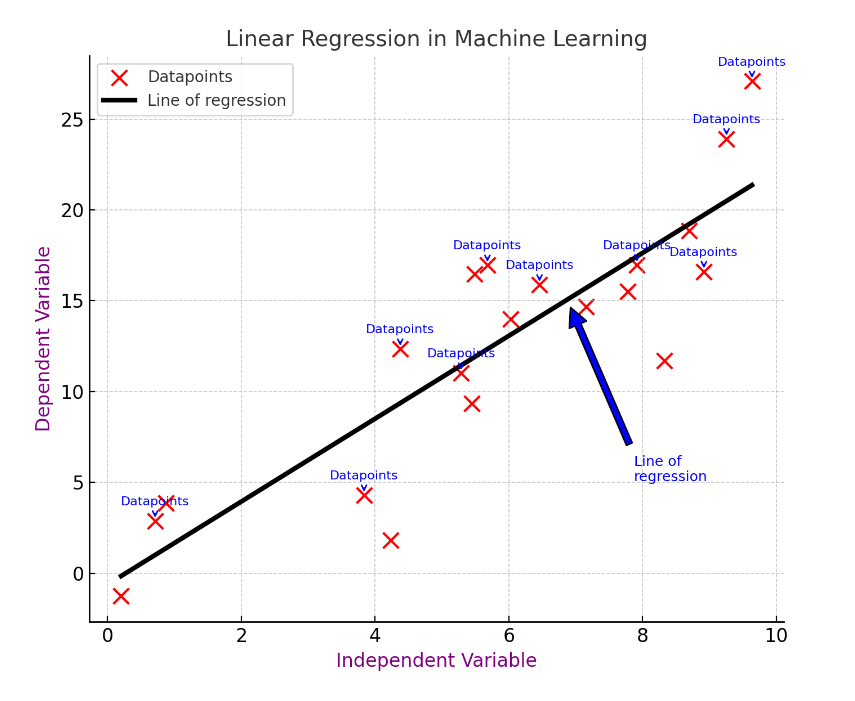 Linear Regression in Machine Learning
Datapoints
Line of regression
Datapoints
Datapoints
Datapoints
Datapoints
Datapoints
Datapoints
Datapoints
Datapoints
Datapoints
Datapoints
Line of
regression
25
20
15
10
5
0
Dependent Variable
0 2 4 6 8 10
Independent Variable